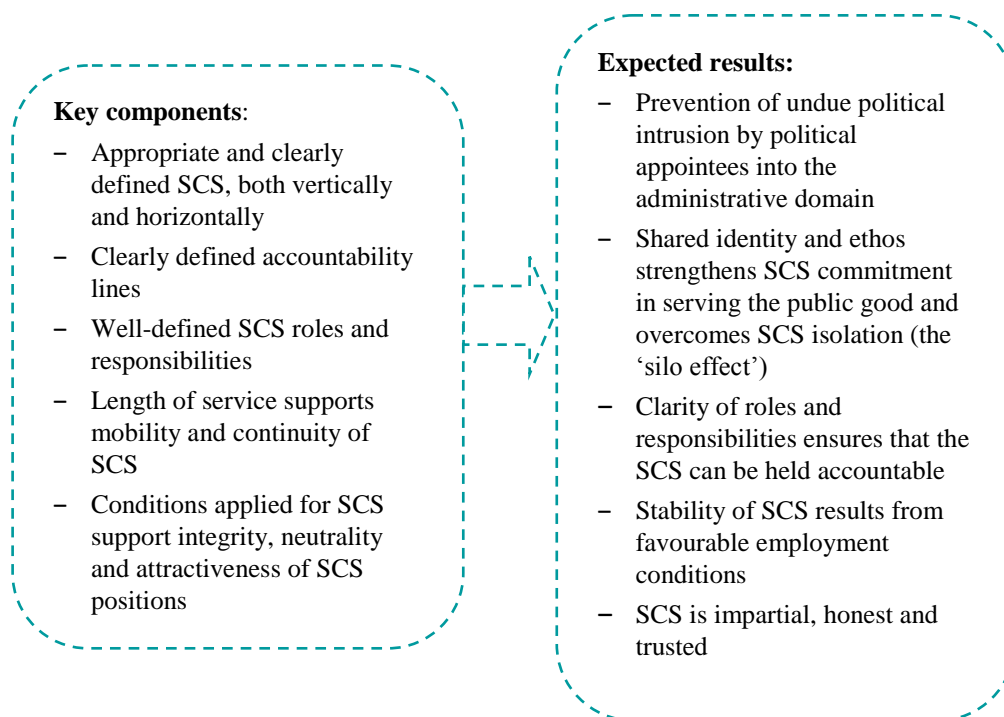 Key components:
– Appropriate and clearly
defined SCS, both vertically
and horizontally
– Clearly defined accountability
lines
– Well-defined SCS roles and
responsibilities
– Length of service supports
mobility and continuity of
SCS
– Conditions applied for SCS
support integrity, neutrality
and attractiveness of SCS
positions
Expected results:
– Prevention of undue political
intrusion by political
appointees into the
administrative domain
– Shared identity and ethos
strengthens SCS commitment
in serving the public good and
overcomes SCS isolation (the
‘silo effect’)
– Clarity of roles and
responsibilities ensures that the
SCS can be held accountable
– Stability of SCS results from
favourable employment
conditions
– SCS is impartial, honest and
trusted